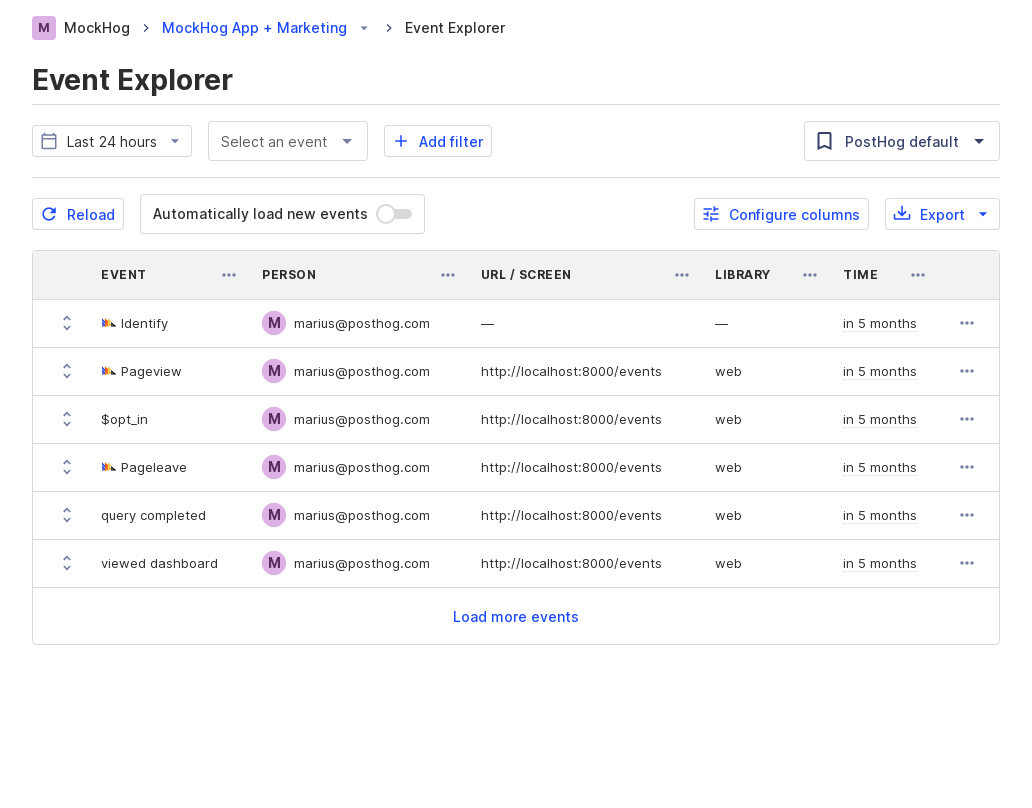 M MockHog MockHog App + Marketing Event Explorer
Event Explorer
Last 24 hours Select an event Add filter PostHog default
Reload Automatically load new events Configure columns Export
EVENT PERSON URL / SCREEN LIBRARY TIME
Identify M marius@posthog.com — — in 5 months
Pageview M marius@posthog.com http://localhost:8000/events web in 5 months
$opt_in M marius@posthog.com http://localhost:8000/events web in 5 months
Pageleave M marius@posthog.com http://localhost:8000/events web in 5 months
query completed M marius@posthog.com http://localhost:8000/events web in 5 months
viewed dashboard M marius@posthog.com http://localhost:8000/events web in 5 months
Load more events